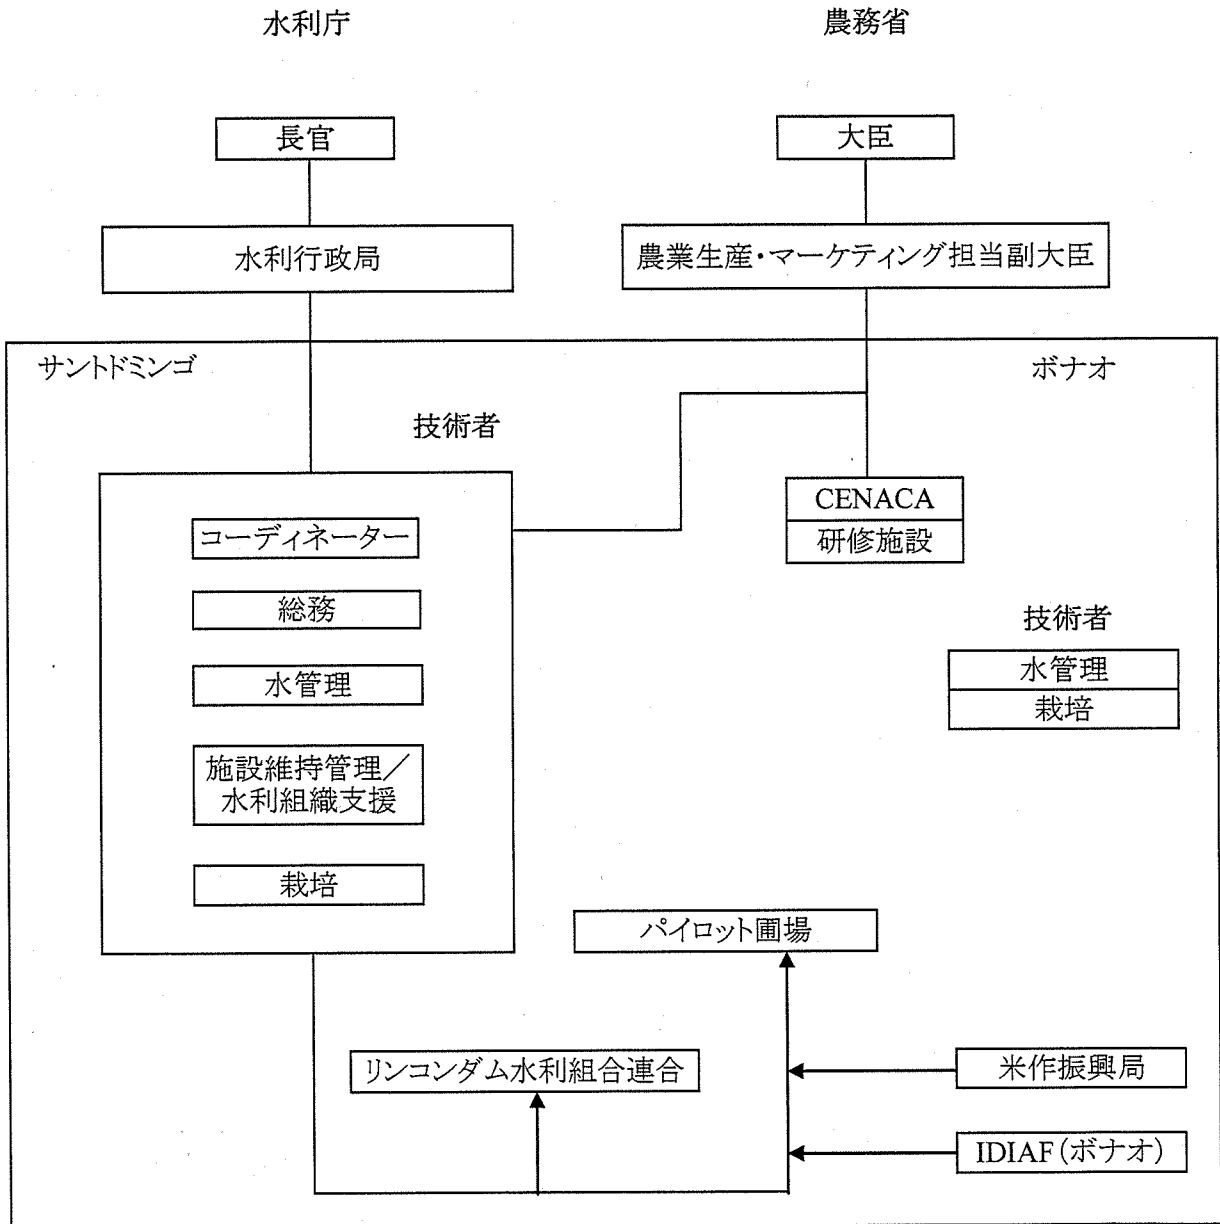 水利庁
農務省
長官
大臣
水利行政局
農業生産・マーケティング担当副大臣
サントドミンゴ
ボナオ
技術者
コーディネーター
総務
水管理
施設維持管理／
水利組織支援
栽培
CENACA
研修施設
技術者
水管理
栽培
パイロット圃場
リンコンダム水利組合連合
米作振興局
IDIAF（ボナオ）